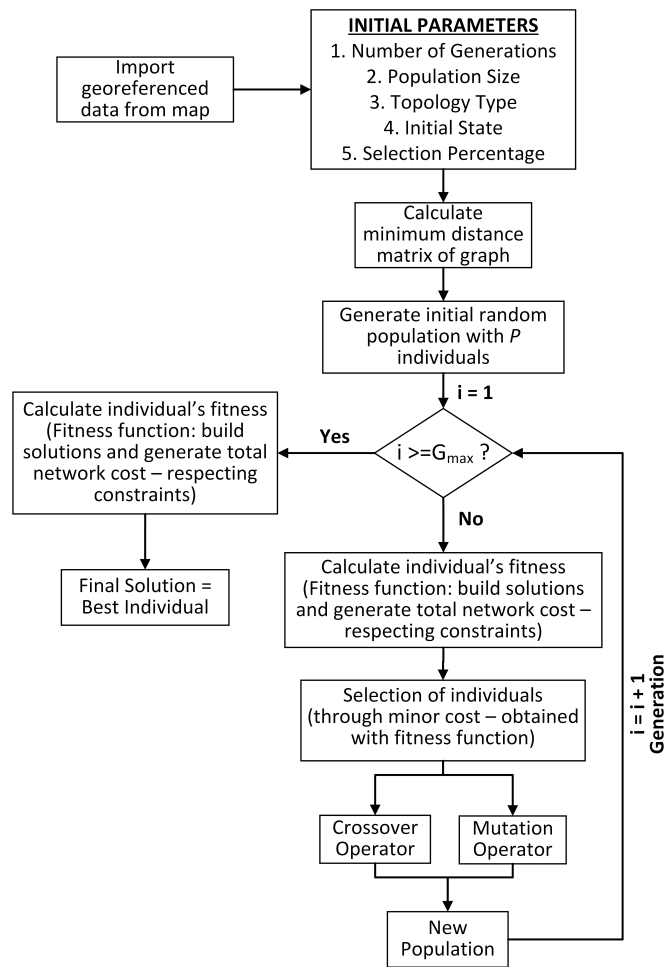 INITIAL PARAMETERS
1. Number of Generations
2. Population Size
3. Topology Type
4. Initial State
5. Selection Percentage
Import
georeferenced
data from map
Calculate
minimum distance
matrix of graph
Generate initial random
population with P
individuals
i = 1
Calculate individual’s fitness
(Fitness function: build
solutions and generate total
network cost – respecting
constraints)
Yes
i >=Gmax ?
No
Final Solution =
Best Individual
Calculate individual’s fitness
(Fitness function: build solutions
and generate total network cost –
respecting constraints)
Selection of individuals
(through minor cost – obtained
with fitness function)
i = i + 1
Generation
Crossover
Operator
Mutation
Operator
New
Population